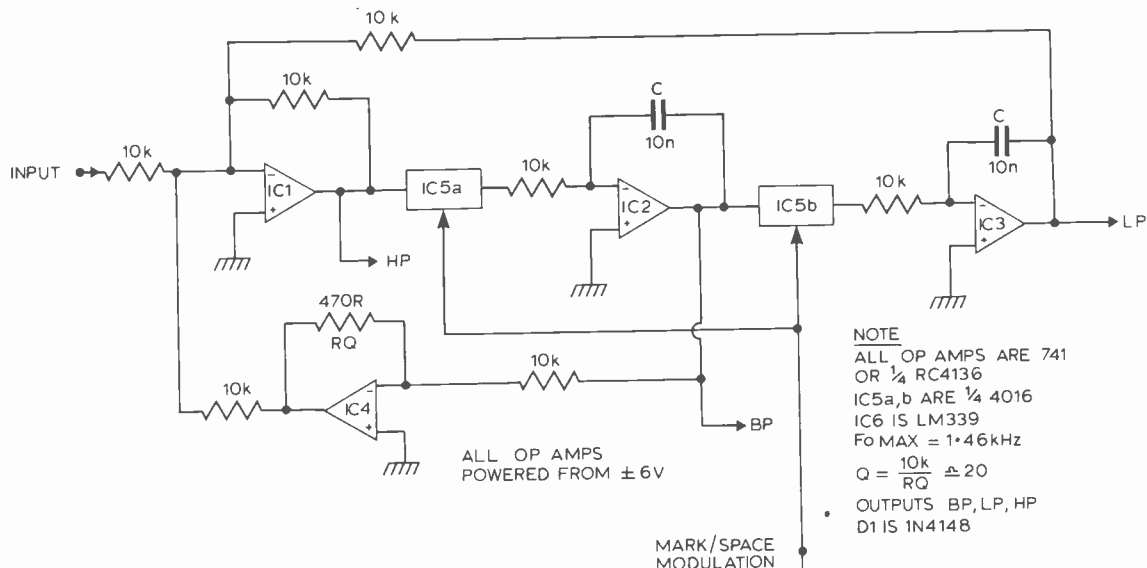 10k
10k
C
10n
C
10n
INPUT
10k
IC1
-
+
IC5a
10k
IC2
-
+
IC5b
10k
IC3
-
+
LP
HP
470R
RQ
10k
IC4
-
+
10k
BP
ALL OP AMPS
POWERED FROM ± 6V
NOTE
ALL OP AMPS ARE 741
OR ¼ RC4136
IC5a,b ARE ¼ 4016
IC6 IS LM339
Fo MAX = 1·46kHz
Q = 10k/RQ ≏ 20
OUTPUTS BP, LP, HP
D1 IS 1N4148
MARK/SPACE
MODULATION